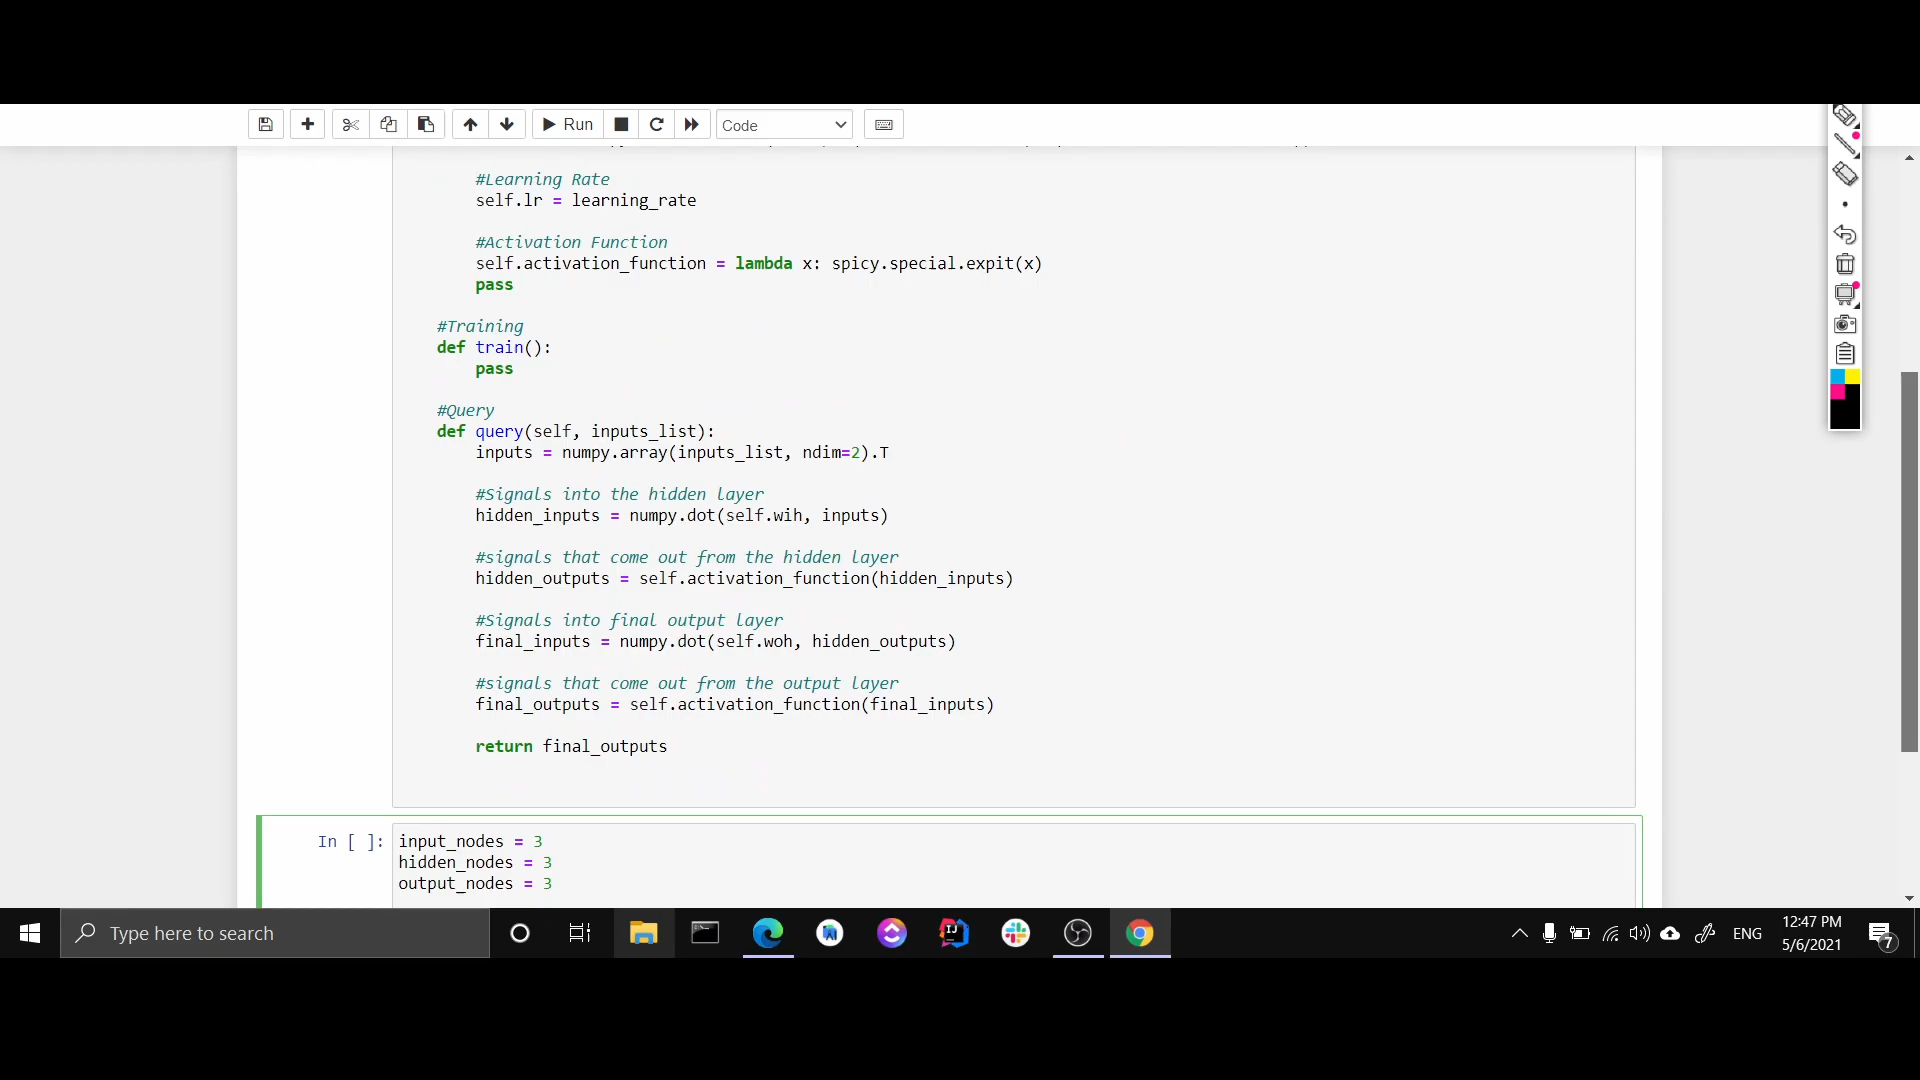 Run
Code
#Learning Rate
self.lr = learning_rate
#Activation Function
self.activation_function = lambda x: spicy.special.expit(x)
pass
#Training
def train():
pass
#Query
def query(self, inputs_list):
inputs = numpy.array(inputs_list, ndim=2).T
#Signals into the hidden layer
hidden_inputs = numpy.dot(self.wih, inputs)
#signals that come out from the hidden layer
hidden_outputs = self.activation_function(hidden_inputs)
#Signals into final output layer
final_inputs = numpy.dot(self.woh, hidden_outputs)
#signals that come out from the output layer
final_outputs = self.activation_function(final_inputs)
return final_outputs
In [ ]: input_nodes = 3
hidden_nodes = 3
output_nodes = 3
Type here to search
ENG
12:47 PM
5/6/2021
7